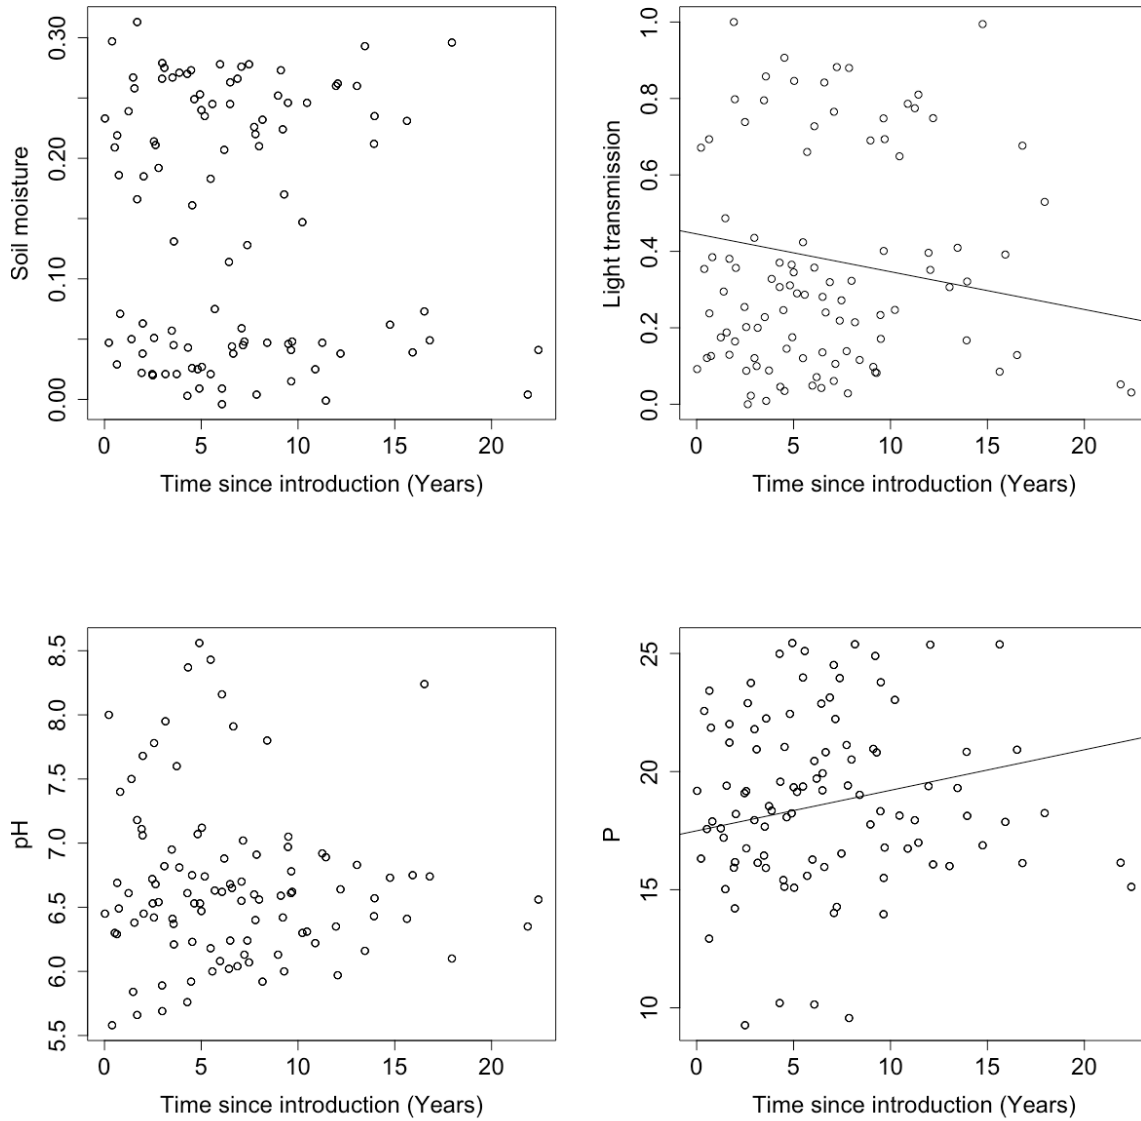 Soil moisture
0.30
0.20
0.10
0.00
0 5 10 15 20
Time since introduction (Years)
Light transmission
1.0
0.8
0.6
0.4
0.2
0.0
0 5 10 15 20
Time since introduction (Years)
pH
8.5
8.0
7.5
7.0
6.5
6.0
5.5
0 5 10 15 20
Time since introduction (Years)
P
25
20
15
10
0 5 10 15 20
Time since introduction (Years)